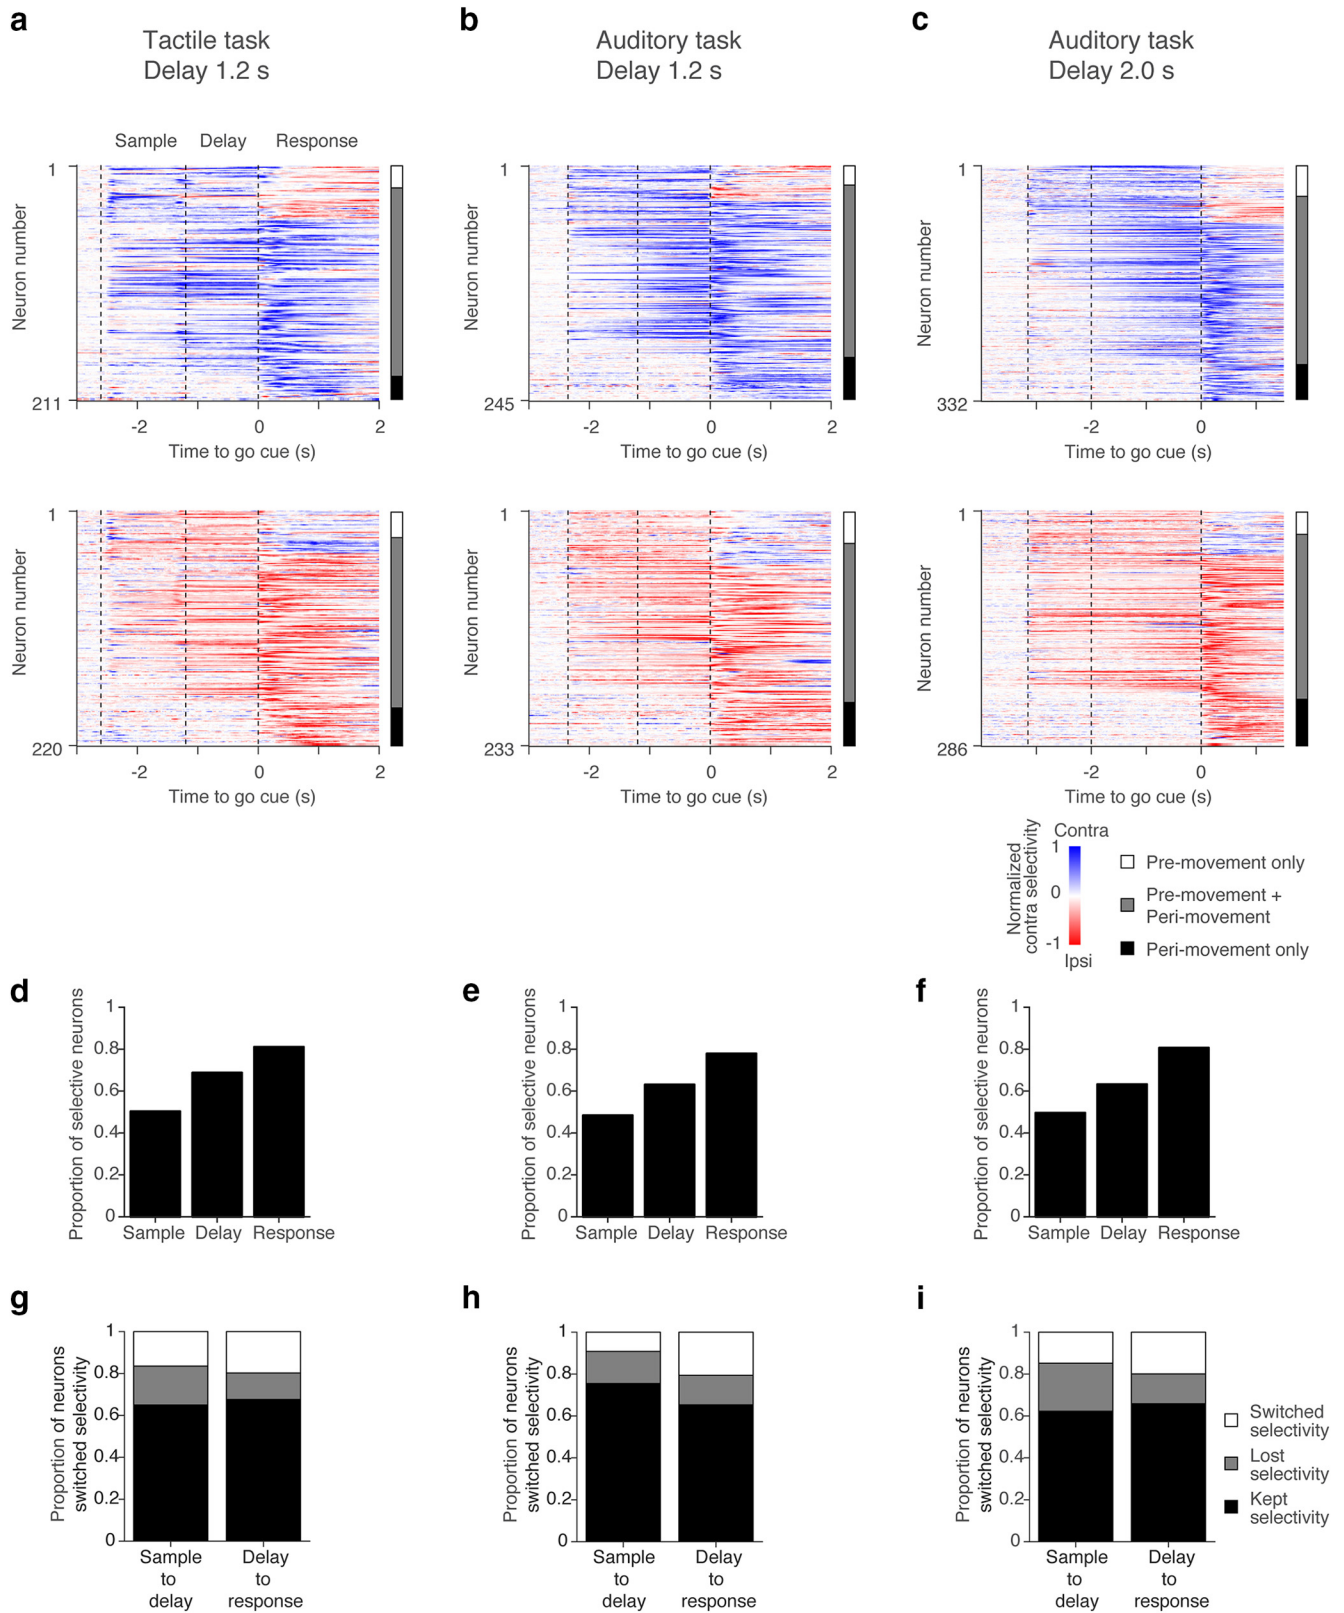 a
Tactile task
Delay 1.2 s
b
Auditory task
Delay 1.2 s
c
Auditory task
Delay 2.0 s
Sample
Delay
Response
1
Neuron number
211
-2
0
2
Time to go cue (s)
1
Neuron number
245
-2
0
2
Time to go cue (s)
1
Neuron number
332
-2
0
Time to go cue (s)
1
Neuron number
220
-2
0
2
Time to go cue (s)
1
Neuron number
233
-2
0
2
Time to go cue (s)
1
Neuron number
286
-2
0
Time to go cue (s)
Normalized
contra selectivity
Contra
1
0
-1
Ipsi
Pre-movement only
Pre-movement +
Peri-movement
Peri-movement only
d
Proportion of selective neurons
1
0.8
0.6
0.4
0.2
0
Sample
Delay
Response
e
Proportion of selective neurons
1
0.8
0.6
0.4
0.2
0
Sample
Delay
Response
f
Proportion of selective neurons
1
0.8
0.6
0.4
0.2
0
Sample
Delay
Response
g
Proportion of neurons
switched selectivity
1
0.8
0.6
0.4
0.2
0
Sample
to
delay
Delay
to
response
h
Proportion of neurons
switched selectivity
1
0.8
0.6
0.4
0.2
0
Sample
to
delay
Delay
to
response
i
Proportion of neurons
switched selectivity
1
0.8
0.6
0.4
0.2
0
Sample
to
delay
Delay
to
response
Switched
selectivity
Lost
selectivity
Kept
selectivity